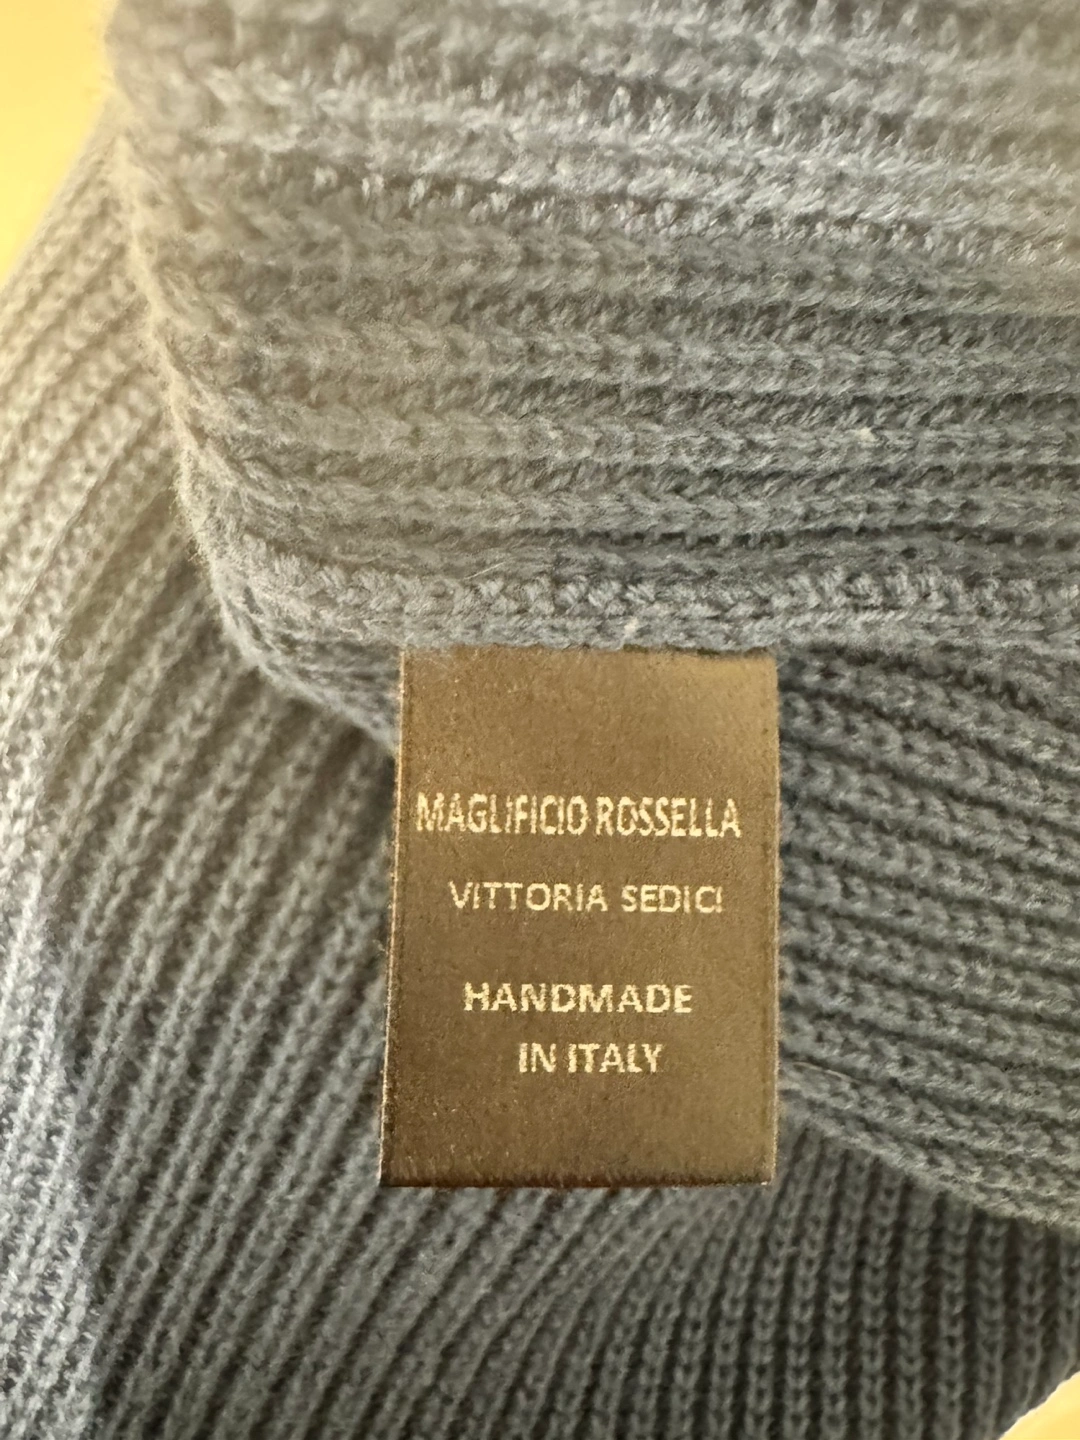 MAGLIFICIO ROSSELLA
VITTORIA SEDICI
HANDMADE
IN ITALY